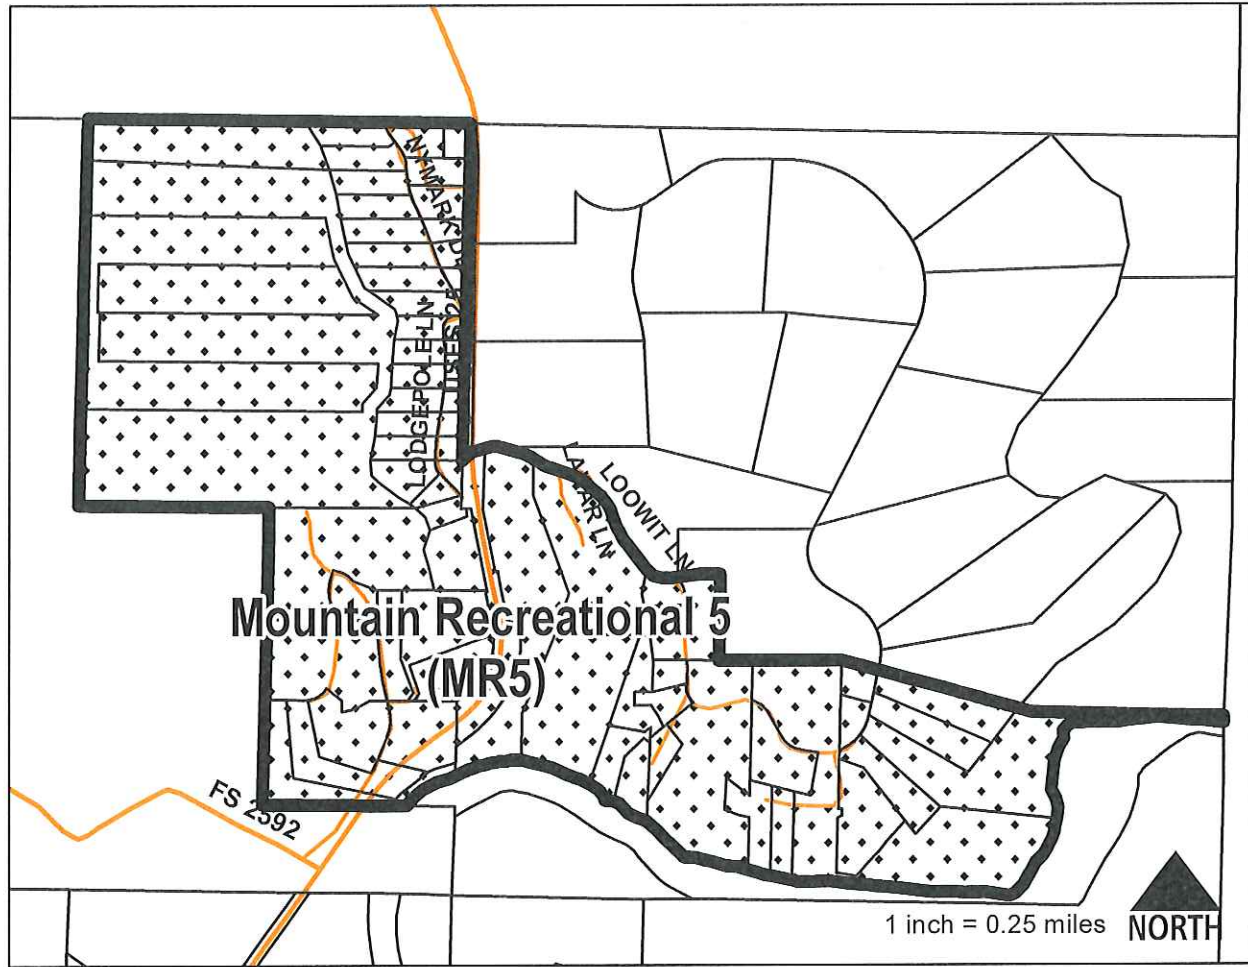 LODGEPOLE LN
LOOWIT LN
Mountain Recreational 5
(MR5)
FS 2592
1 inch = 0.25 miles
NORTH